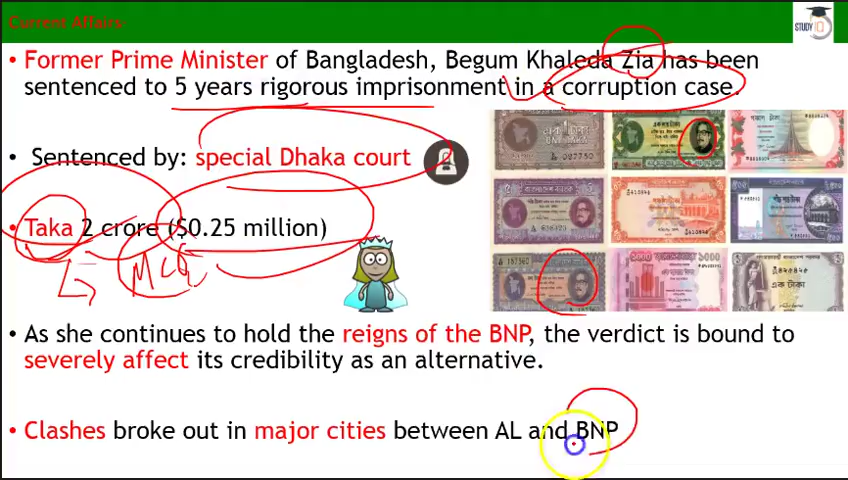 Current Affairs-
STUDY IQ
• Former Prime Minister of Bangladesh, Begum Khaleda Zia has been
sentenced to 5 years rigorous imprisonment in a corruption case.
• Sentenced by: special Dhaka court
• Taka 2 crore ($0.25 million)
MCQ
• As she continues to hold the reigns of the BNP, the verdict is bound to
severely affect its credibility as an alternative.
• Clashes broke out in major cities between AL and BNP